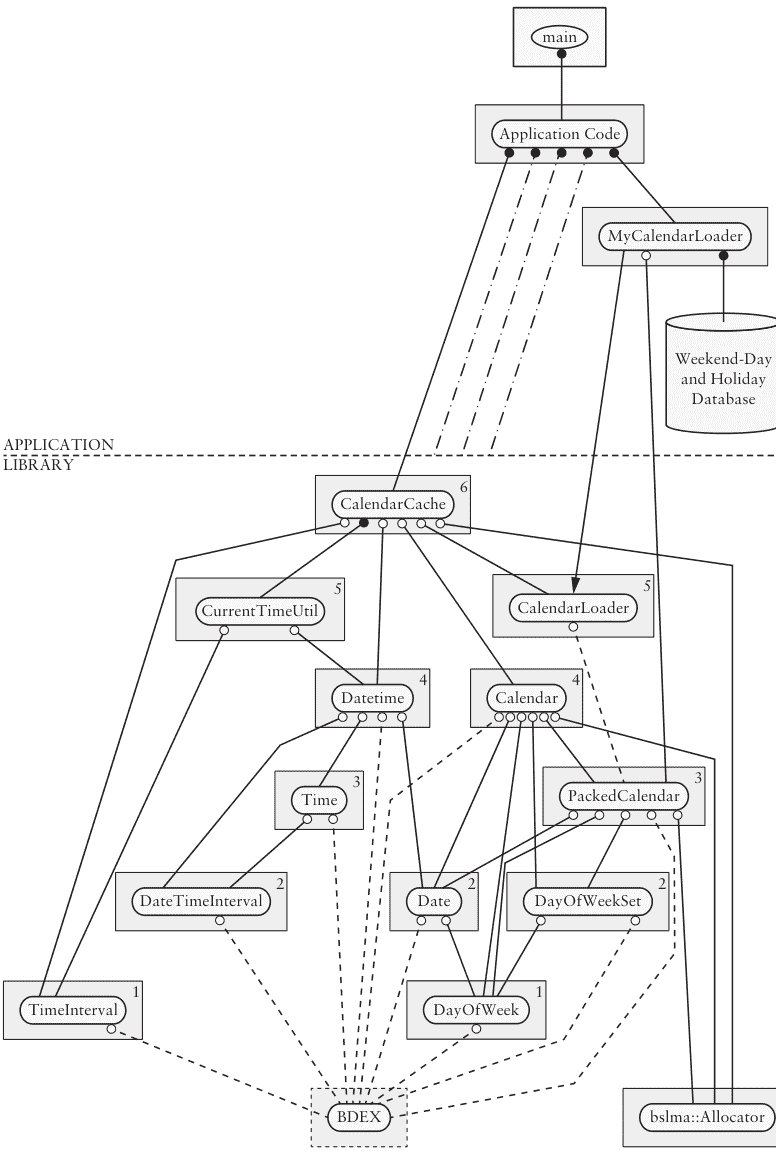 main
Application Code
MyCalendarLoader
Weekend-Day
and Holiday
Database
APPLICATION
LIBRARY
6
CalendarCache
5
CurrentTimeUtil
5
CalendarLoader
4
Datetime
4
Calendar
3
Time
3
PackedCalendar
2
DateTimeInterval
2
Date
2
DayOfWeekSet
1
TimeInterval
1
DayOfWeek
BDEX
bslma::Allocator